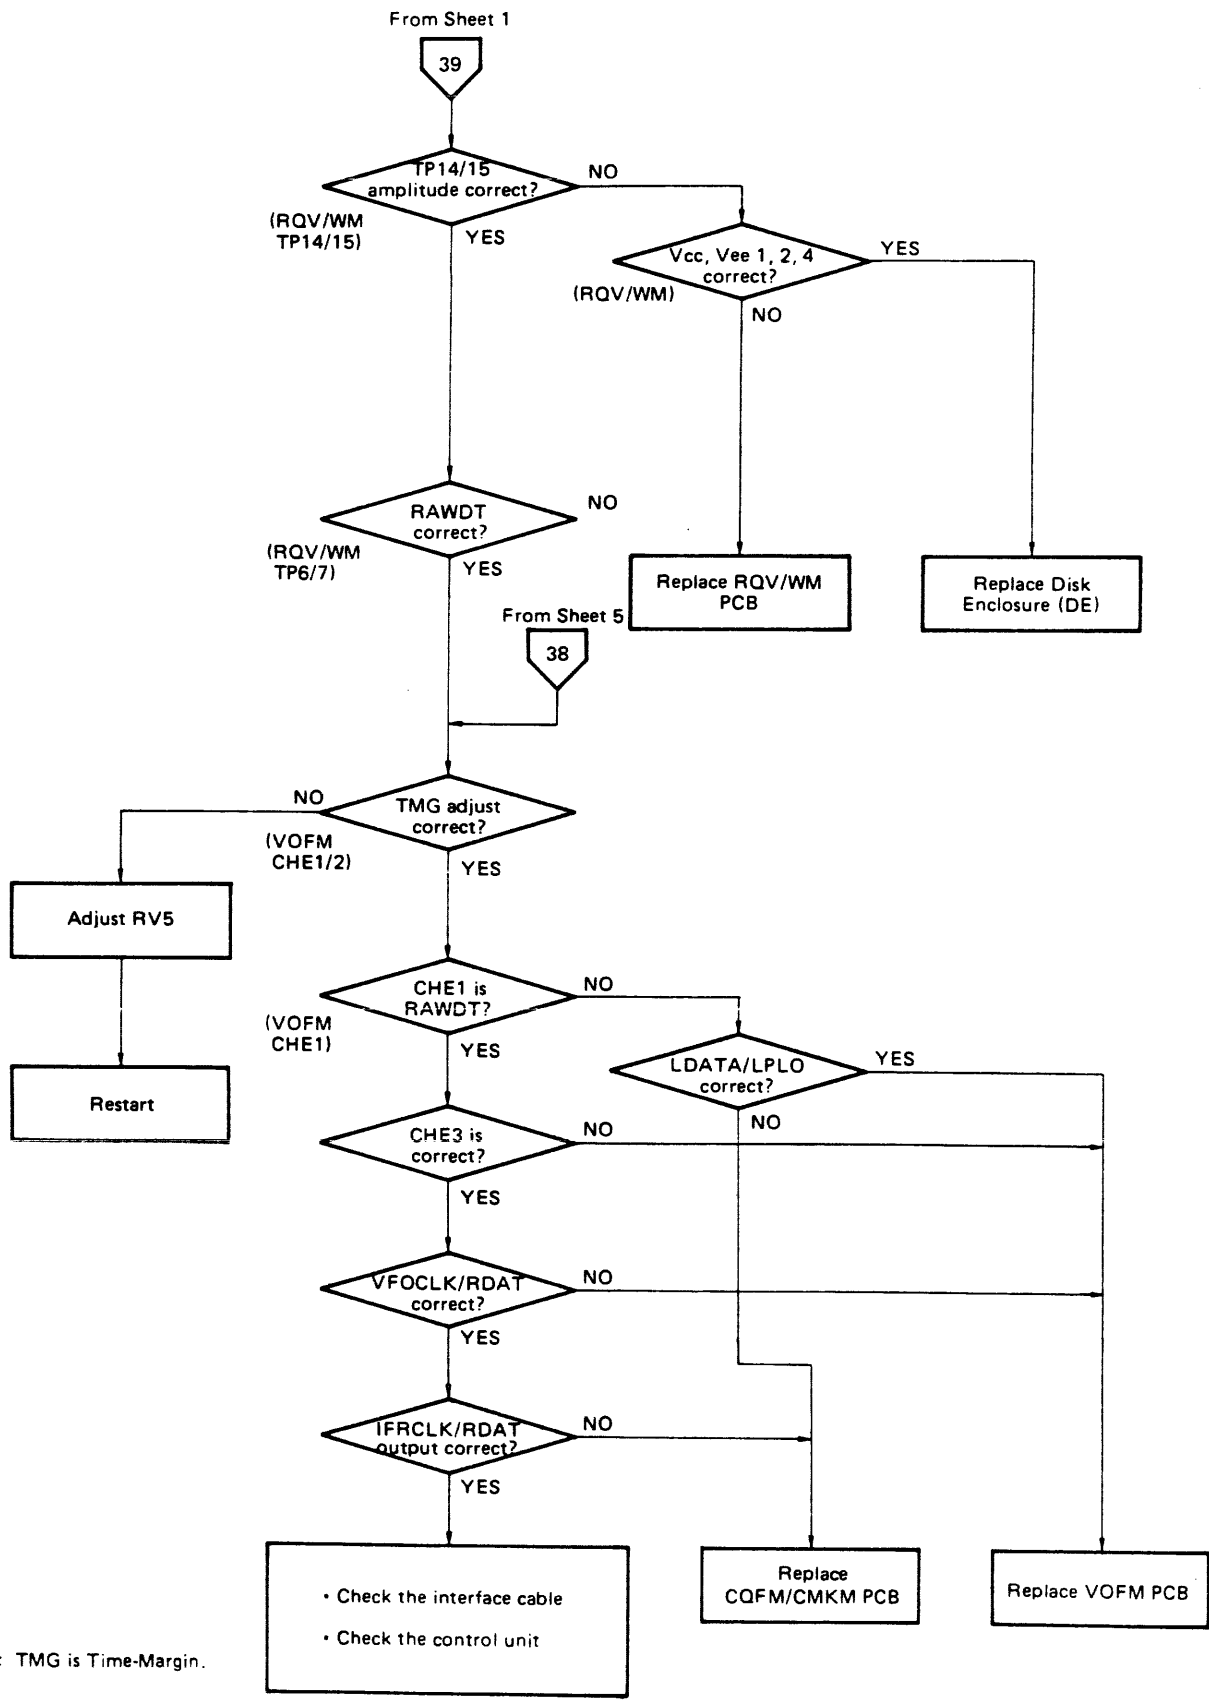 From Sheet 1
39
TP14/15
amplitude correct?
NO
(RQV/WM
TP14/15)
YES
Vcc, Vee 1, 2, 4
correct?
YES
(RQV/WM)
NO
RAWDT
correct?
NO
(RQV/WM
TP6/7)
YES
Replace RQV/WM
PCB
Replace Disk
Enclosure (DE)
From Sheet 5
38
TMG adjust
correct?
NO
(VOFM
CHE1/2)
YES
Adjust RV5
Restart
CHE1 is
RAWDT?
NO
(VOFM
CHE1)
YES
LDATA/LPLO
correct?
YES
NO
CHE3 is
correct?
NO
YES
VFOCLK/RDAT
correct?
NO
YES
IFRCLK/RDAT
output correct?
NO
YES
• Check the interface cable
• Check the control unit
Replace
CQFM/CMKM PCB
Replace VOFM PCB
: TMG is Time-Margin.